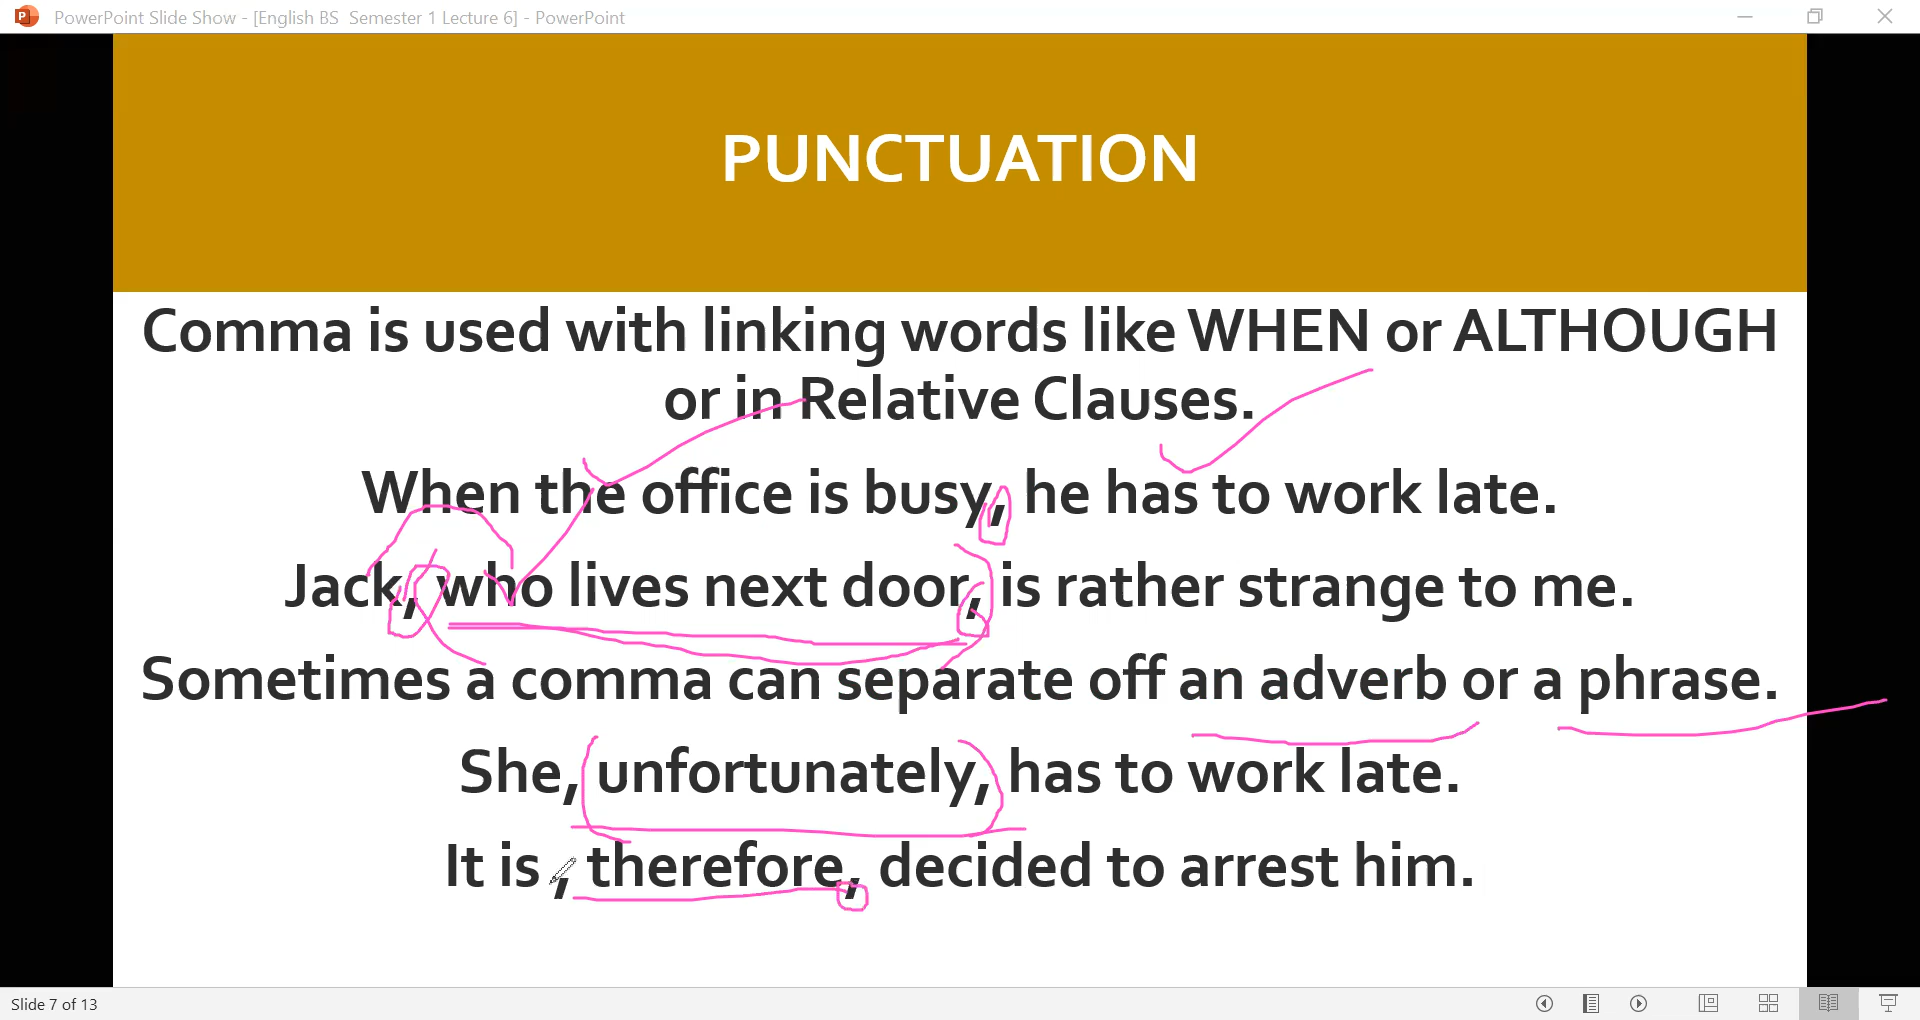 PowerPoint Slide Show - [English BS  Semester 1 Lecture 6] - PowerPoint
PUNCTUATION
Comma is used with linking words like WHEN or ALTHOUGH
or in Relative Clauses.
When the office is busy, he has to work late.
Jack, who lives next door, is rather strange to me.
Sometimes a comma can separate off an adverb or a phrase.
She, unfortunately, has to work late.
It is , therefore, decided to arrest him.
Slide 7 of 13